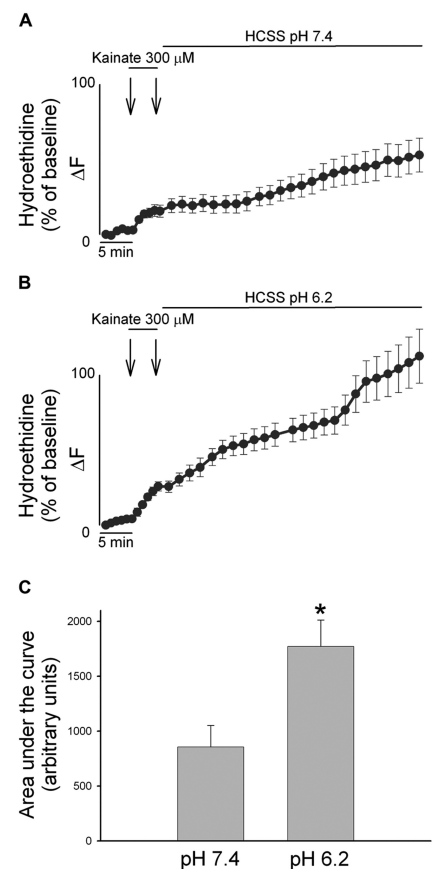 A
HCSS pH 7.4
Kainate 300 μM
100
Hydroethidine
(% of baseline)
ΔF
0
5 min
B
HCSS pH 6.2
Kainate 300 μM
100
Hydroethidine
(% of baseline)
ΔF
0
5 min
C
*
2000
1500
1000
500
0
Area under the curve
(arbitrary units)
pH 7.4
pH 6.2